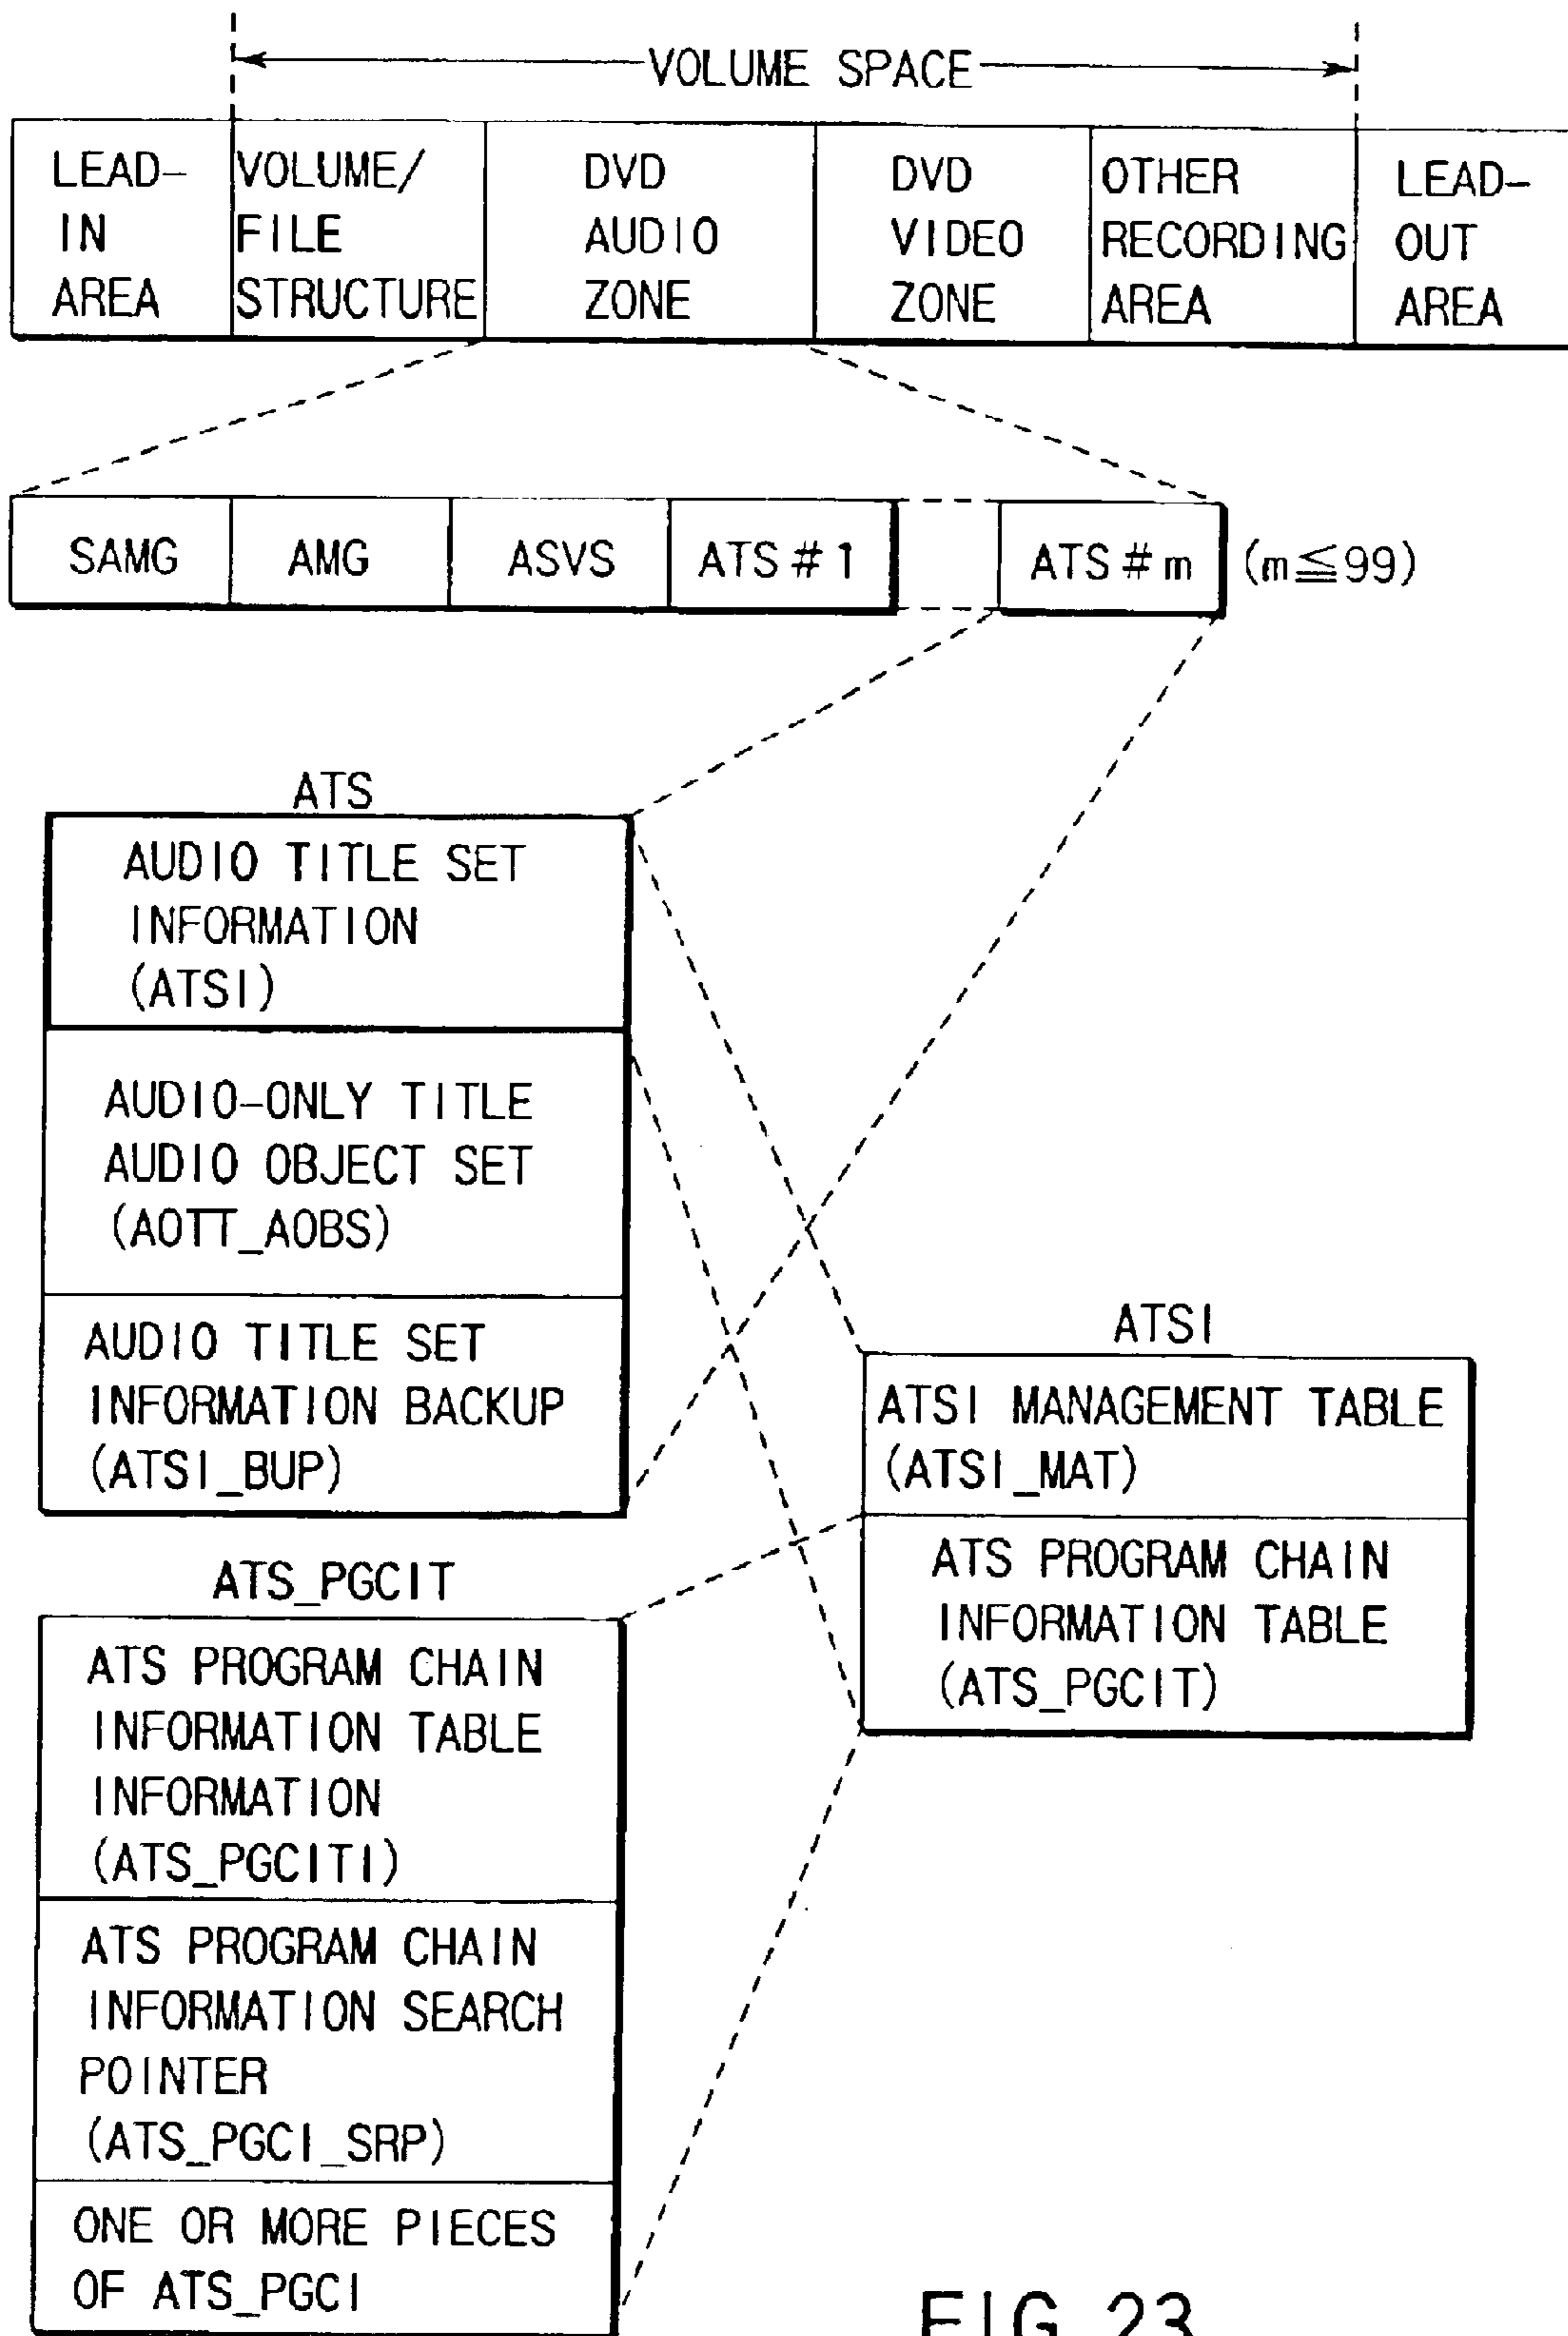 VOLUME SPACE
LEAD-
IN
AREA
VOLUME/
FILE
STRUCTURE
DVD
AUDIO
ZONE
DVD
VIDEO
ZONE
OTHER
RECORDING
AREA
LEAD-
OUT
AREA
SAMG
AMG
ASVS
ATS #1
ATS #m
(m≦99)
ATS
AUDIO TITLE SET
INFORMATION
(ATSI)
AUDIO-ONLY TITLE
AUDIO OBJECT SET
(AOTT_AOBS)
AUDIO TITLE SET
INFORMATION BACKUP
(ATSI_BUP)
ATSI
ATSI MANAGEMENT TABLE
(ATSI_MAT)
ATS PROGRAM CHAIN
INFORMATION TABLE
(ATS_PGCIT)
ATS_PGCIT
ATS PROGRAM CHAIN
INFORMATION TABLE
INFORMATION
(ATS_PGCITI)
ATS PROGRAM CHAIN
INFORMATION SEARCH
POINTER
(ATS_PGCI_SRP)
ONE OR MORE PIECES
OF ATS_PGCI
FIG. 23